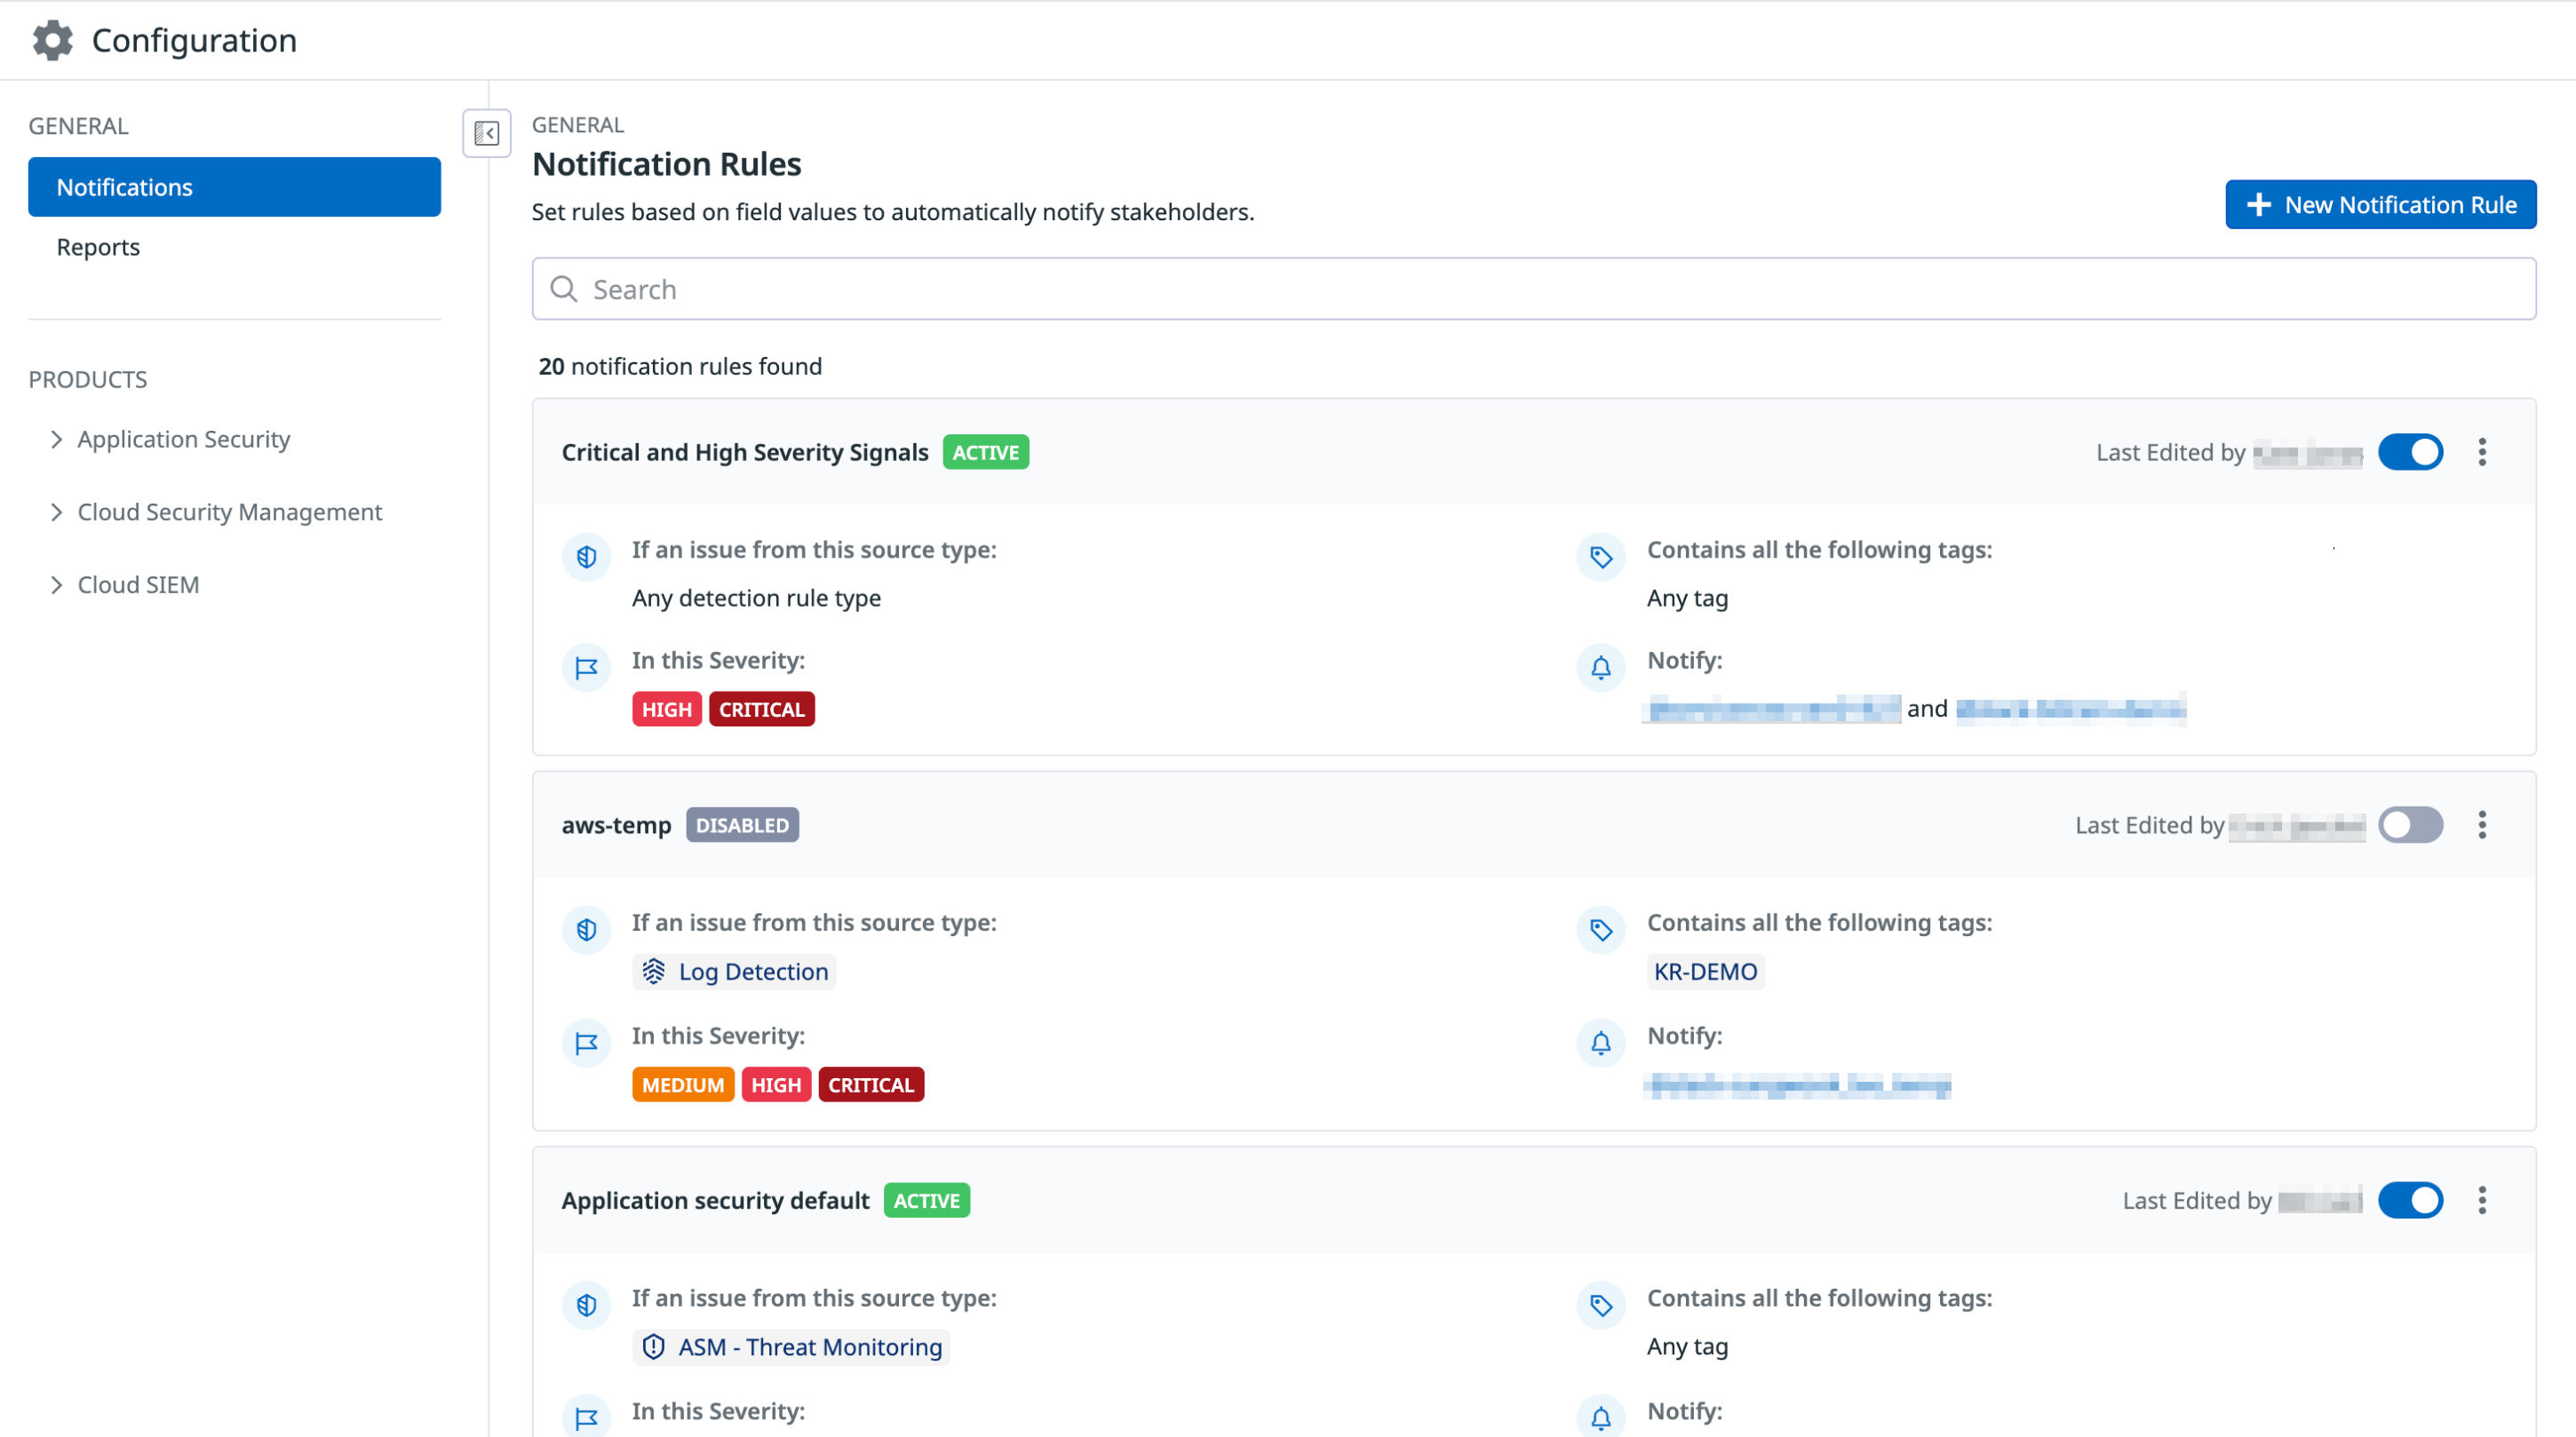 Configuration
GENERAL
Notifications
Reports
PRODUCTS
Application Security
Cloud Security Management
Cloud SIEM
GENERAL
Notification Rules
Set rules based on field values to automatically notify stakeholders.
New Notification Rule
Search
20 notification rules found
Critical and High Severity Signals ACTIVE
Last Edited by
If an issue from this source type:
Any detection rule type
Contains all the following tags:
Any tag
In this Severity:
HIGH CRITICAL
Notify:
and
aws-temp DISABLED
Last Edited by
If an issue from this source type:
Log Detection
Contains all the following tags:
KR-DEMO
In this Severity:
MEDIUM HIGH CRITICAL
Notify:
Application security default ACTIVE
Last Edited by
If an issue from this source type:
ASM - Threat Monitoring
Contains all the following tags:
Any tag
In this Severity:
Notify: